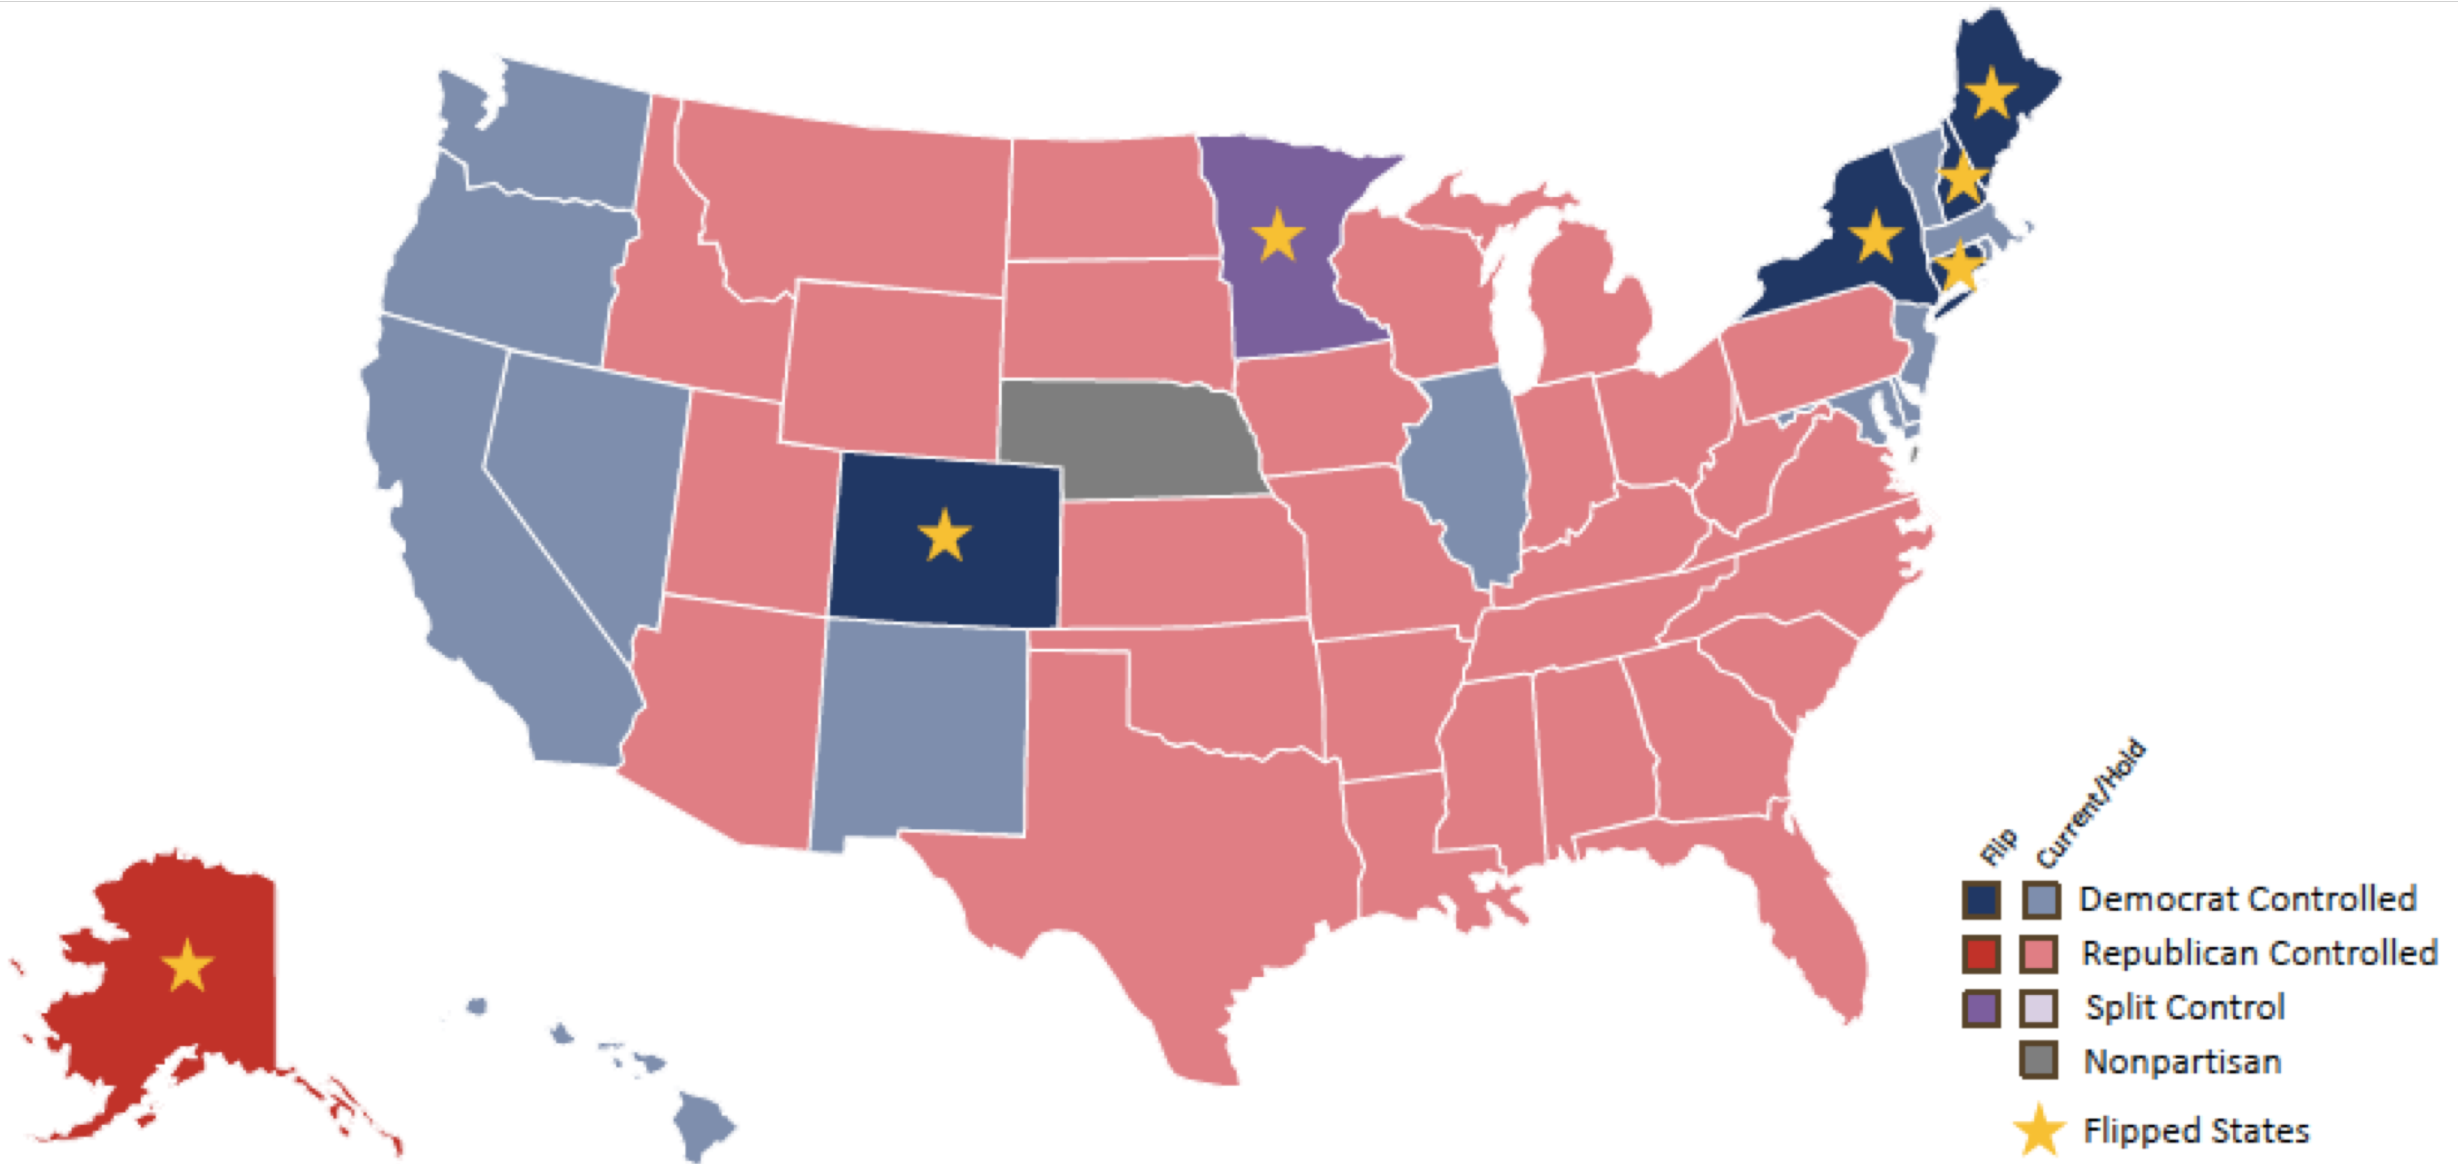 Flip
Current/Hold
Democrat Controlled
Republican Controlled
Split Control
Nonpartisan
Flipped States